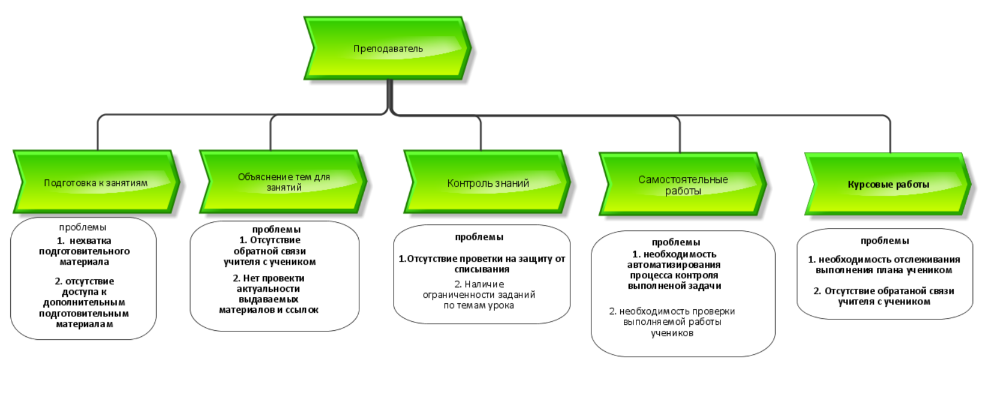 Преподаватель
Подготовка к занятиям
Объяснение тем для
занятий
Контроль знаний
Самостоятельные
работы
Курсовые работы
проблемы
1. нехватка
подготовительного
материала
2. отсутствие
доступа к
дополнительным
подготовительным
материалам
проблемы
1. Отсутствие
обратной связи
учителя с учеником
2. Нет провекти
актуальности
выдаваемых
материалов и ссылок
проблемы
1.Отсутствие проветки на защиту от
списывания
2. Наличие
ограниченности заданий
по темам урока
проблемы
1. необходимость
автоматизирования
процесса контроля
выполненой задачи
2. необходимость проверки
выполняемой работы
учеников
проблемы
1. необходимость отслеживания
выполнения плана учеником
2. Отсутствие обратаной связи
учителя с учеником